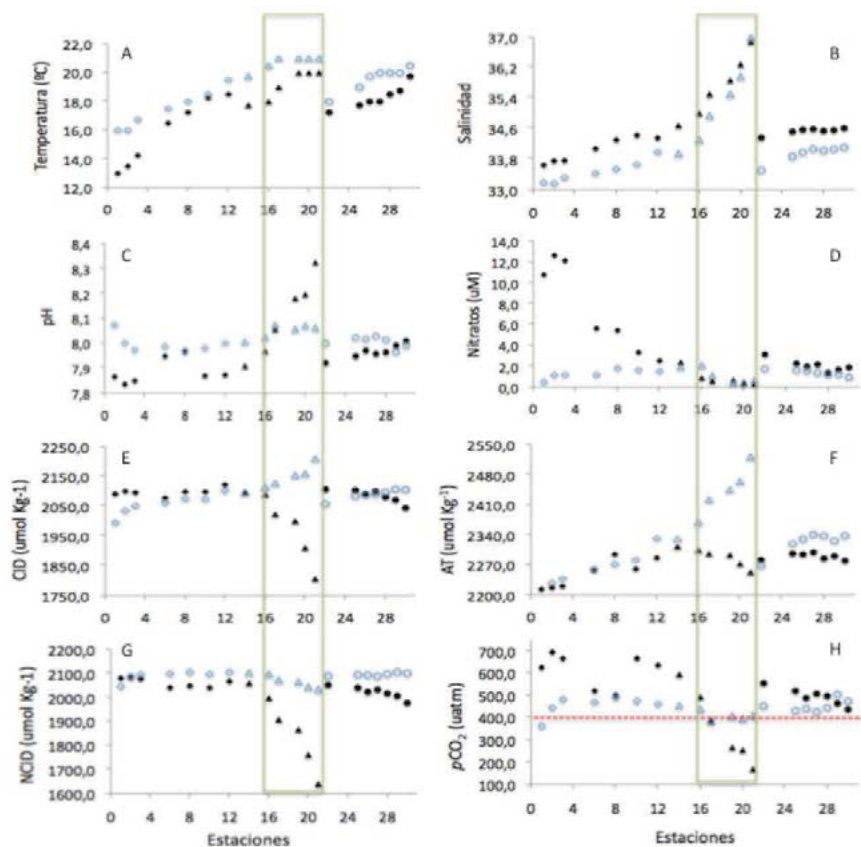 A
Temperatura (ºC)
22,0
20,0
18,0
16,0
14,0
12,0
0 4 8 12 16 20 24 28
B
Salinidad
37,0
36,2
35,4
34,6
33,8
33,0
0 4 8 12 16 20 24 28
C
pH
8,4
8,3
8,2
8,1
8,0
7,9
7,8
0 4 8 12 16 20 24 28
D
Nitratos (uM)
14,0
12,0
10,0
8,0
6,0
4,0
2,0
0,0
0 4 8 12 16 20 24 28
E
CID (umol Kg-1)
2250,0
2150,0
2050,0
1950,0
1850,0
1750,0
0 4 8 12 16 20 24 28
F
AT (umol Kg-1)
2550,0
2480,0
2410,0
2340,0
2270,0
2200,0
0 4 8 12 16 20 24 28
G
NCID (umol Kg-1)
2200,0
2100,0
2000,0
1900,0
1800,0
1700,0
1600,0
0 4 8 12 16 20 24 28
Estaciones
H
pCO2 (uatm)
700,0
600,0
500,0
400,0
300,0
200,0
100,0
0 4 8 12 16 20 24 28
Estaciones